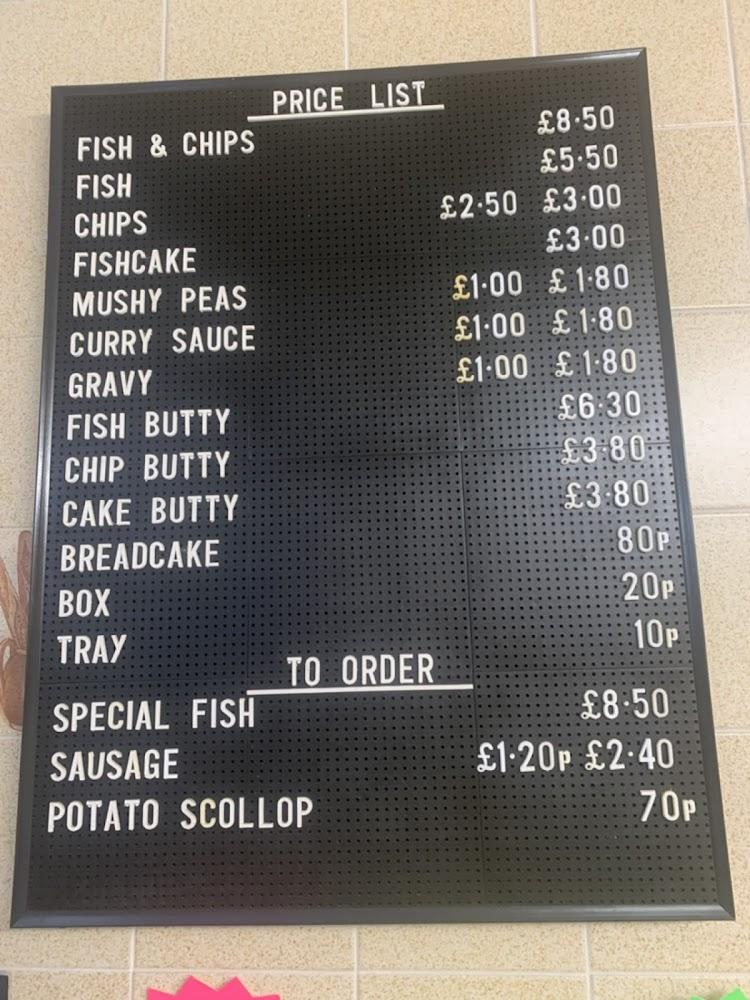 PRICE LIST
FISH & CHIPS £8·50
FISH £5·50
CHIPS £2·50 £3·00
FISHCAKE £3·00
MUSHY PEAS £1·00 £1·80
CURRY SAUCE £1·00 £1·80
GRAVY £1·00 £1·80
FISH BUTTY £6·30
CHIP BUTTY £3·80
CAKE BUTTY £3·80
BREADCAKE 80p
BOX 20p
TRAY 10p
TO ORDER
SPECIAL FISH £8·50
SAUSAGE £1·20p £2·40
POTATO SCOLLOP 70p